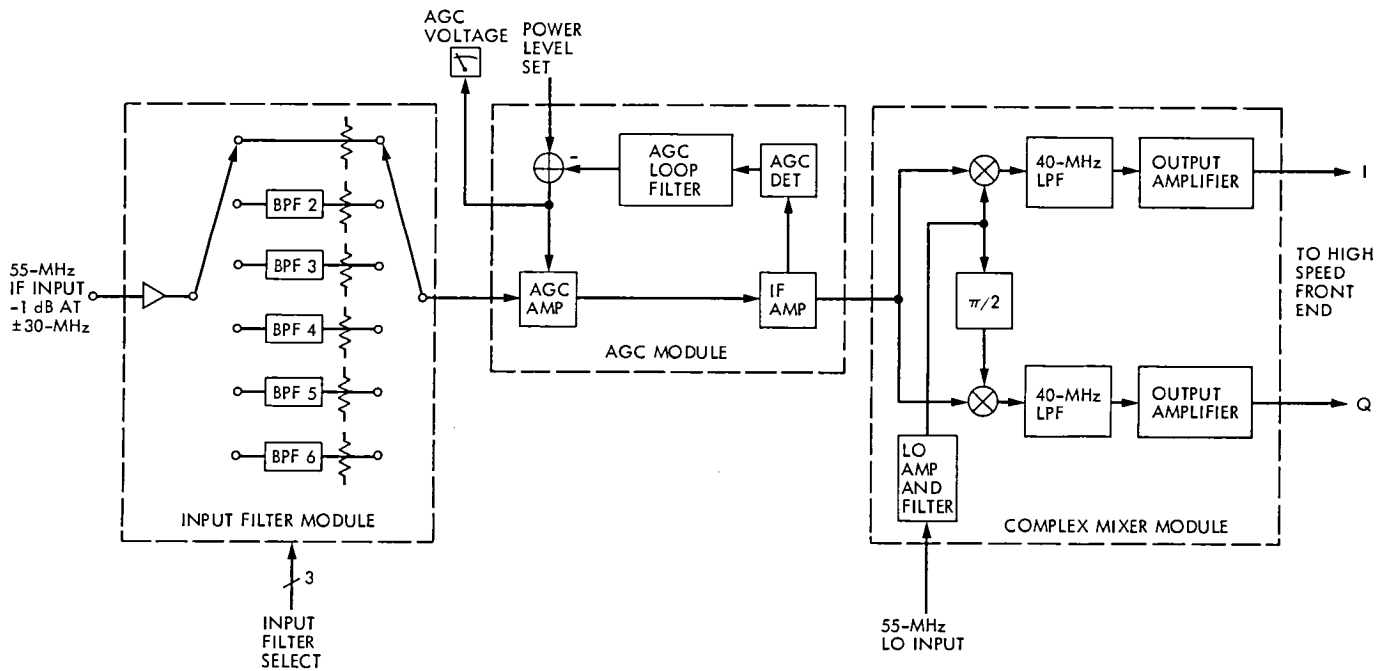 AGC
VOLTAGE
POWER
LEVEL
SET
55-MHz
IF INPUT
-1 dB AT
±30-MHz
BPF 2
BPF 3
BPF 4
BPF 5
BPF 6
INPUT FILTER MODULE
3
INPUT
FILTER
SELECT
-
AGC
LOOP
FILTER
AGC
DET
AGC
AMP
IF
AMP
AGC MODULE
40-MHz
LPF
OUTPUT
AMPLIFIER
I
π/2
TO HIGH
SPEED
FRONT
END
40-MHz
LPF
OUTPUT
AMPLIFIER
Q
LO
AMP
AND
FILTER
COMPLEX MIXER MODULE
55-MHz
LO INPUT